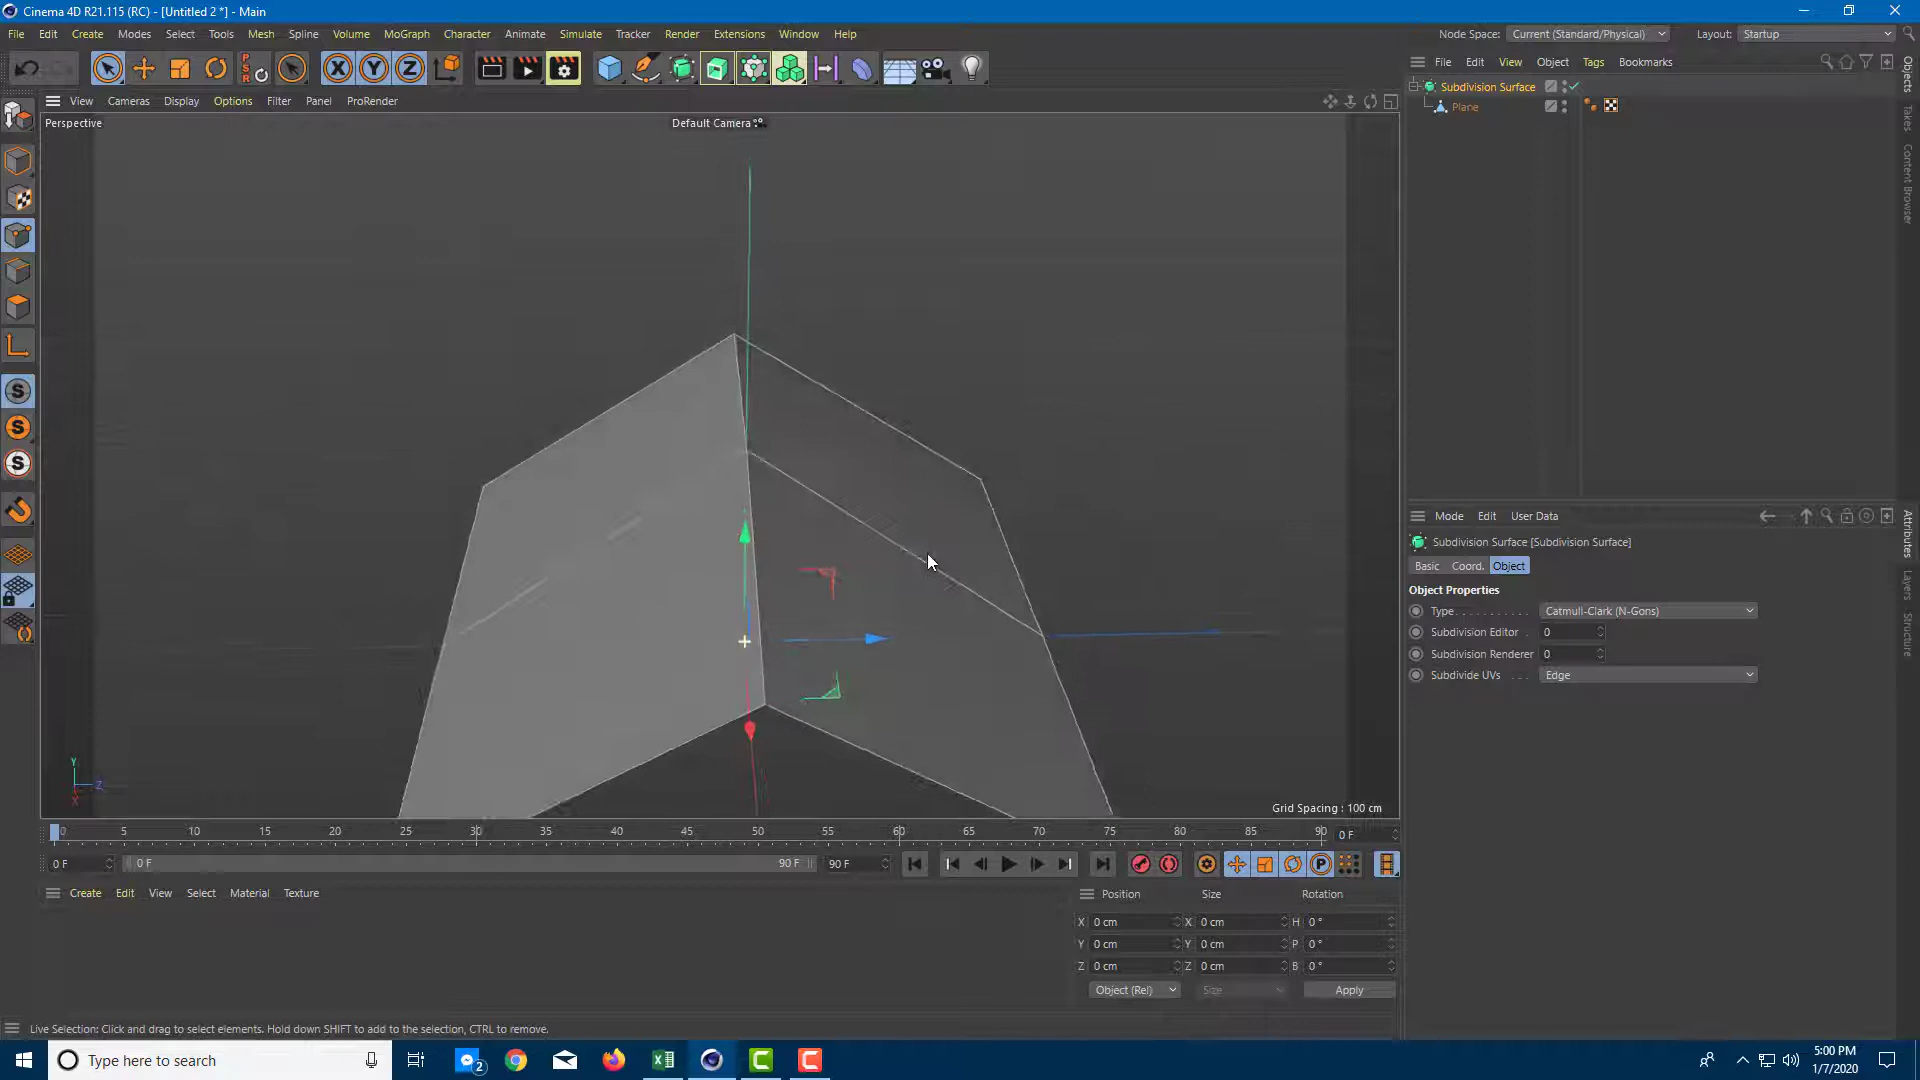 Cinema 4D R21.115 (RC) - [Untitled 2 *] - Main
File Edit Create Modes Select Tools Mesh Spline Volume MoGraph Character Animate Simulate Tracker Render Extensions Window Help
Node Space: Current (Standard/Physical) Layout: Startup
P S R X Y Z
File Edit View Object Tags Bookmarks
View Cameras Display Options Filter Panel ProRender
Perspective
Default Camera
Subdivision Surface
Plane
Objects
Takes
Content Browser
S
S
S
Y
Z
X
Grid Spacing : 100 cm
Mode Edit User Data
Subdivision Surface [Subdivision Surface]
Basic Coord. Object
Object Properties
Type Catmull-Clark (N-Gons)
Subdivision Editor 0
Subdivision Renderer 0
Subdivide UVs Edge
Attributes
Layers
Structure
0 5 10 15 20 25 30 35 40 45 50 55 60 65 70 75 80 85 90 0 F
0 F 0 F 90 F 90 F P
Create Edit View Select Material Texture
Position Size Rotation
X 0 cm X 0 cm H 0 °
Y 0 cm Y 0 cm P 0 °
Z 0 cm Z 0 cm B 0 °
Object (Rel) Size Apply
Live Selection: Click and drag to select elements. Hold down SHIFT to add to the selection, CTRL to remove.
Type here to search
2
5:00 PM
1/7/2020